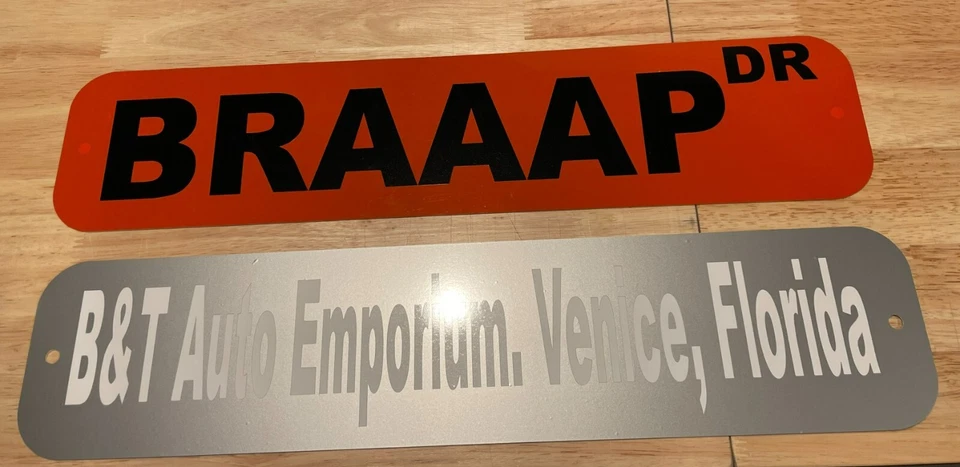 BRAAAP DR
B&T Auto Emporium. Venice, Florida